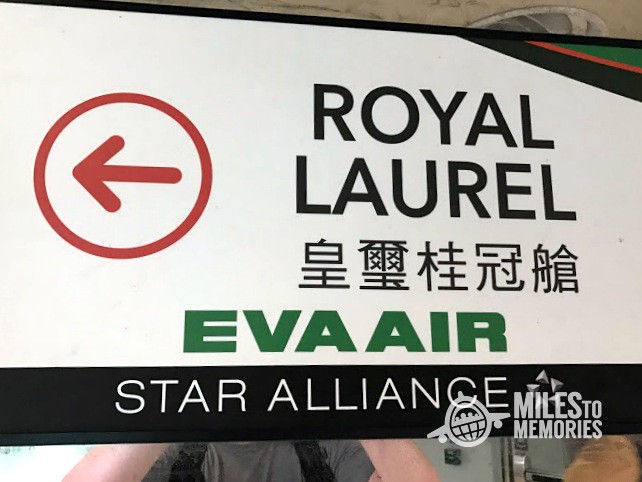 ROYAL
LAUREL
皇璽桂冠艙
EVA AIR
STAR ALLIANCE
MILES TO
MEMORIES